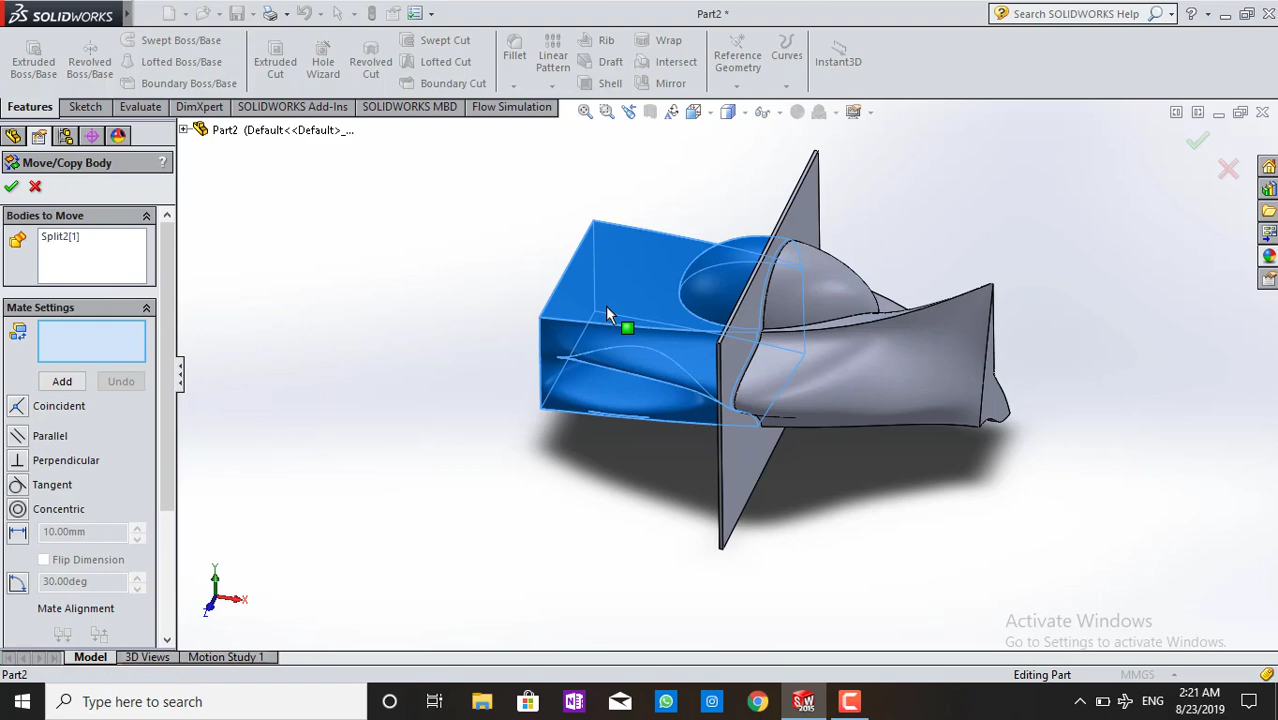 SOLIDWORKS
Part2 *
Search SOLIDWORKS Help
Extruded Boss/Base
Revolved Boss/Base
Swept Boss/Base
Lofted Boss/Base
Boundary Boss/Base
Extruded Cut
Hole Wizard
Revolved Cut
Swept Cut
Lofted Cut
Boundary Cut
Fillet
Linear Pattern
Rib
Draft
Shell
Wrap
Intersect
Mirror
Reference Geometry
Curves
Instant3D
Features Sketch Evaluate DimXpert SOLIDWORKS Add-Ins SOLIDWORKS MBD Flow Simulation
Part2 (Default<<Default>_...
Move/Copy Body ?
Bodies to Move
Split2[1]
Mate Settings
Add Undo
Coincident
Parallel
Perpendicular
Tangent
Concentric
10.00mm
Flip Dimension
30.00deg
Mate Alignment
Y
X
Z
Activate Windows
Go to Settings to activate Windows.
Model 3D Views Motion Study 1
Part2 Editing Part MMGS
Type here to search
SW
2015
ENG
2:21 AM
8/23/2019